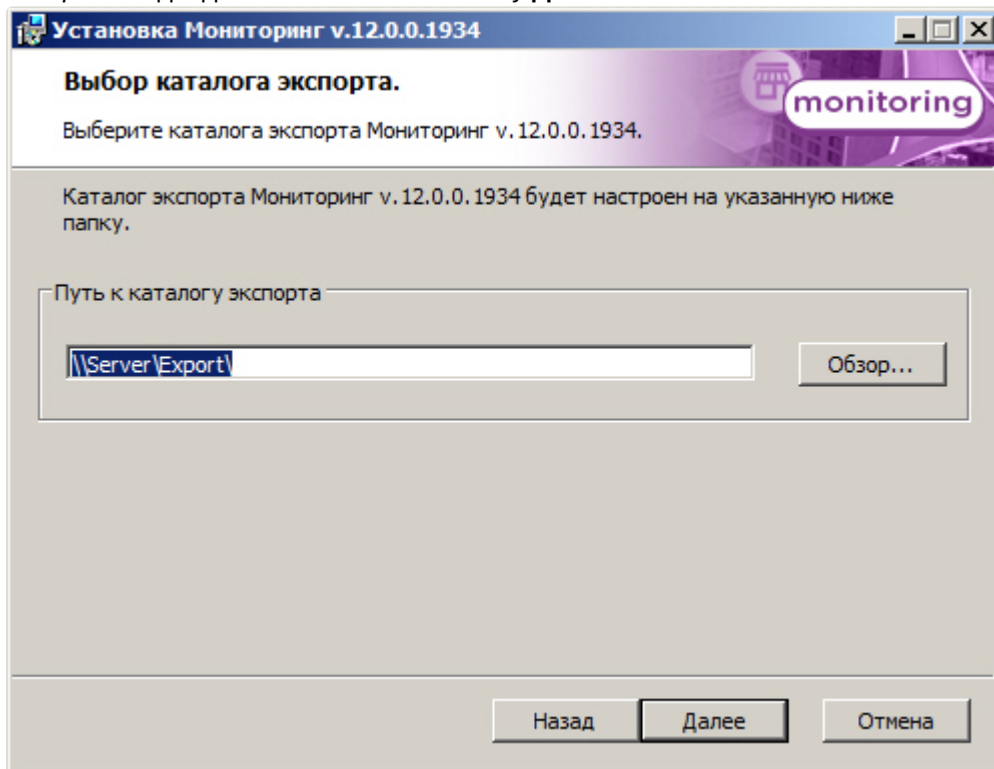 Установка Мониторинг v.12.0.0.1934
Выбор каталога экспорта.
monitoring
Выберите каталога экспорта Мониторинг v.12.0.0.1934.
Каталог экспорта Мониторинг v.12.0.0.1934 будет настроен на указанную ниже
папку.
Путь к каталогу экспорта
\\Server\Export\
Обзор...
Назад
Далее
Отмена